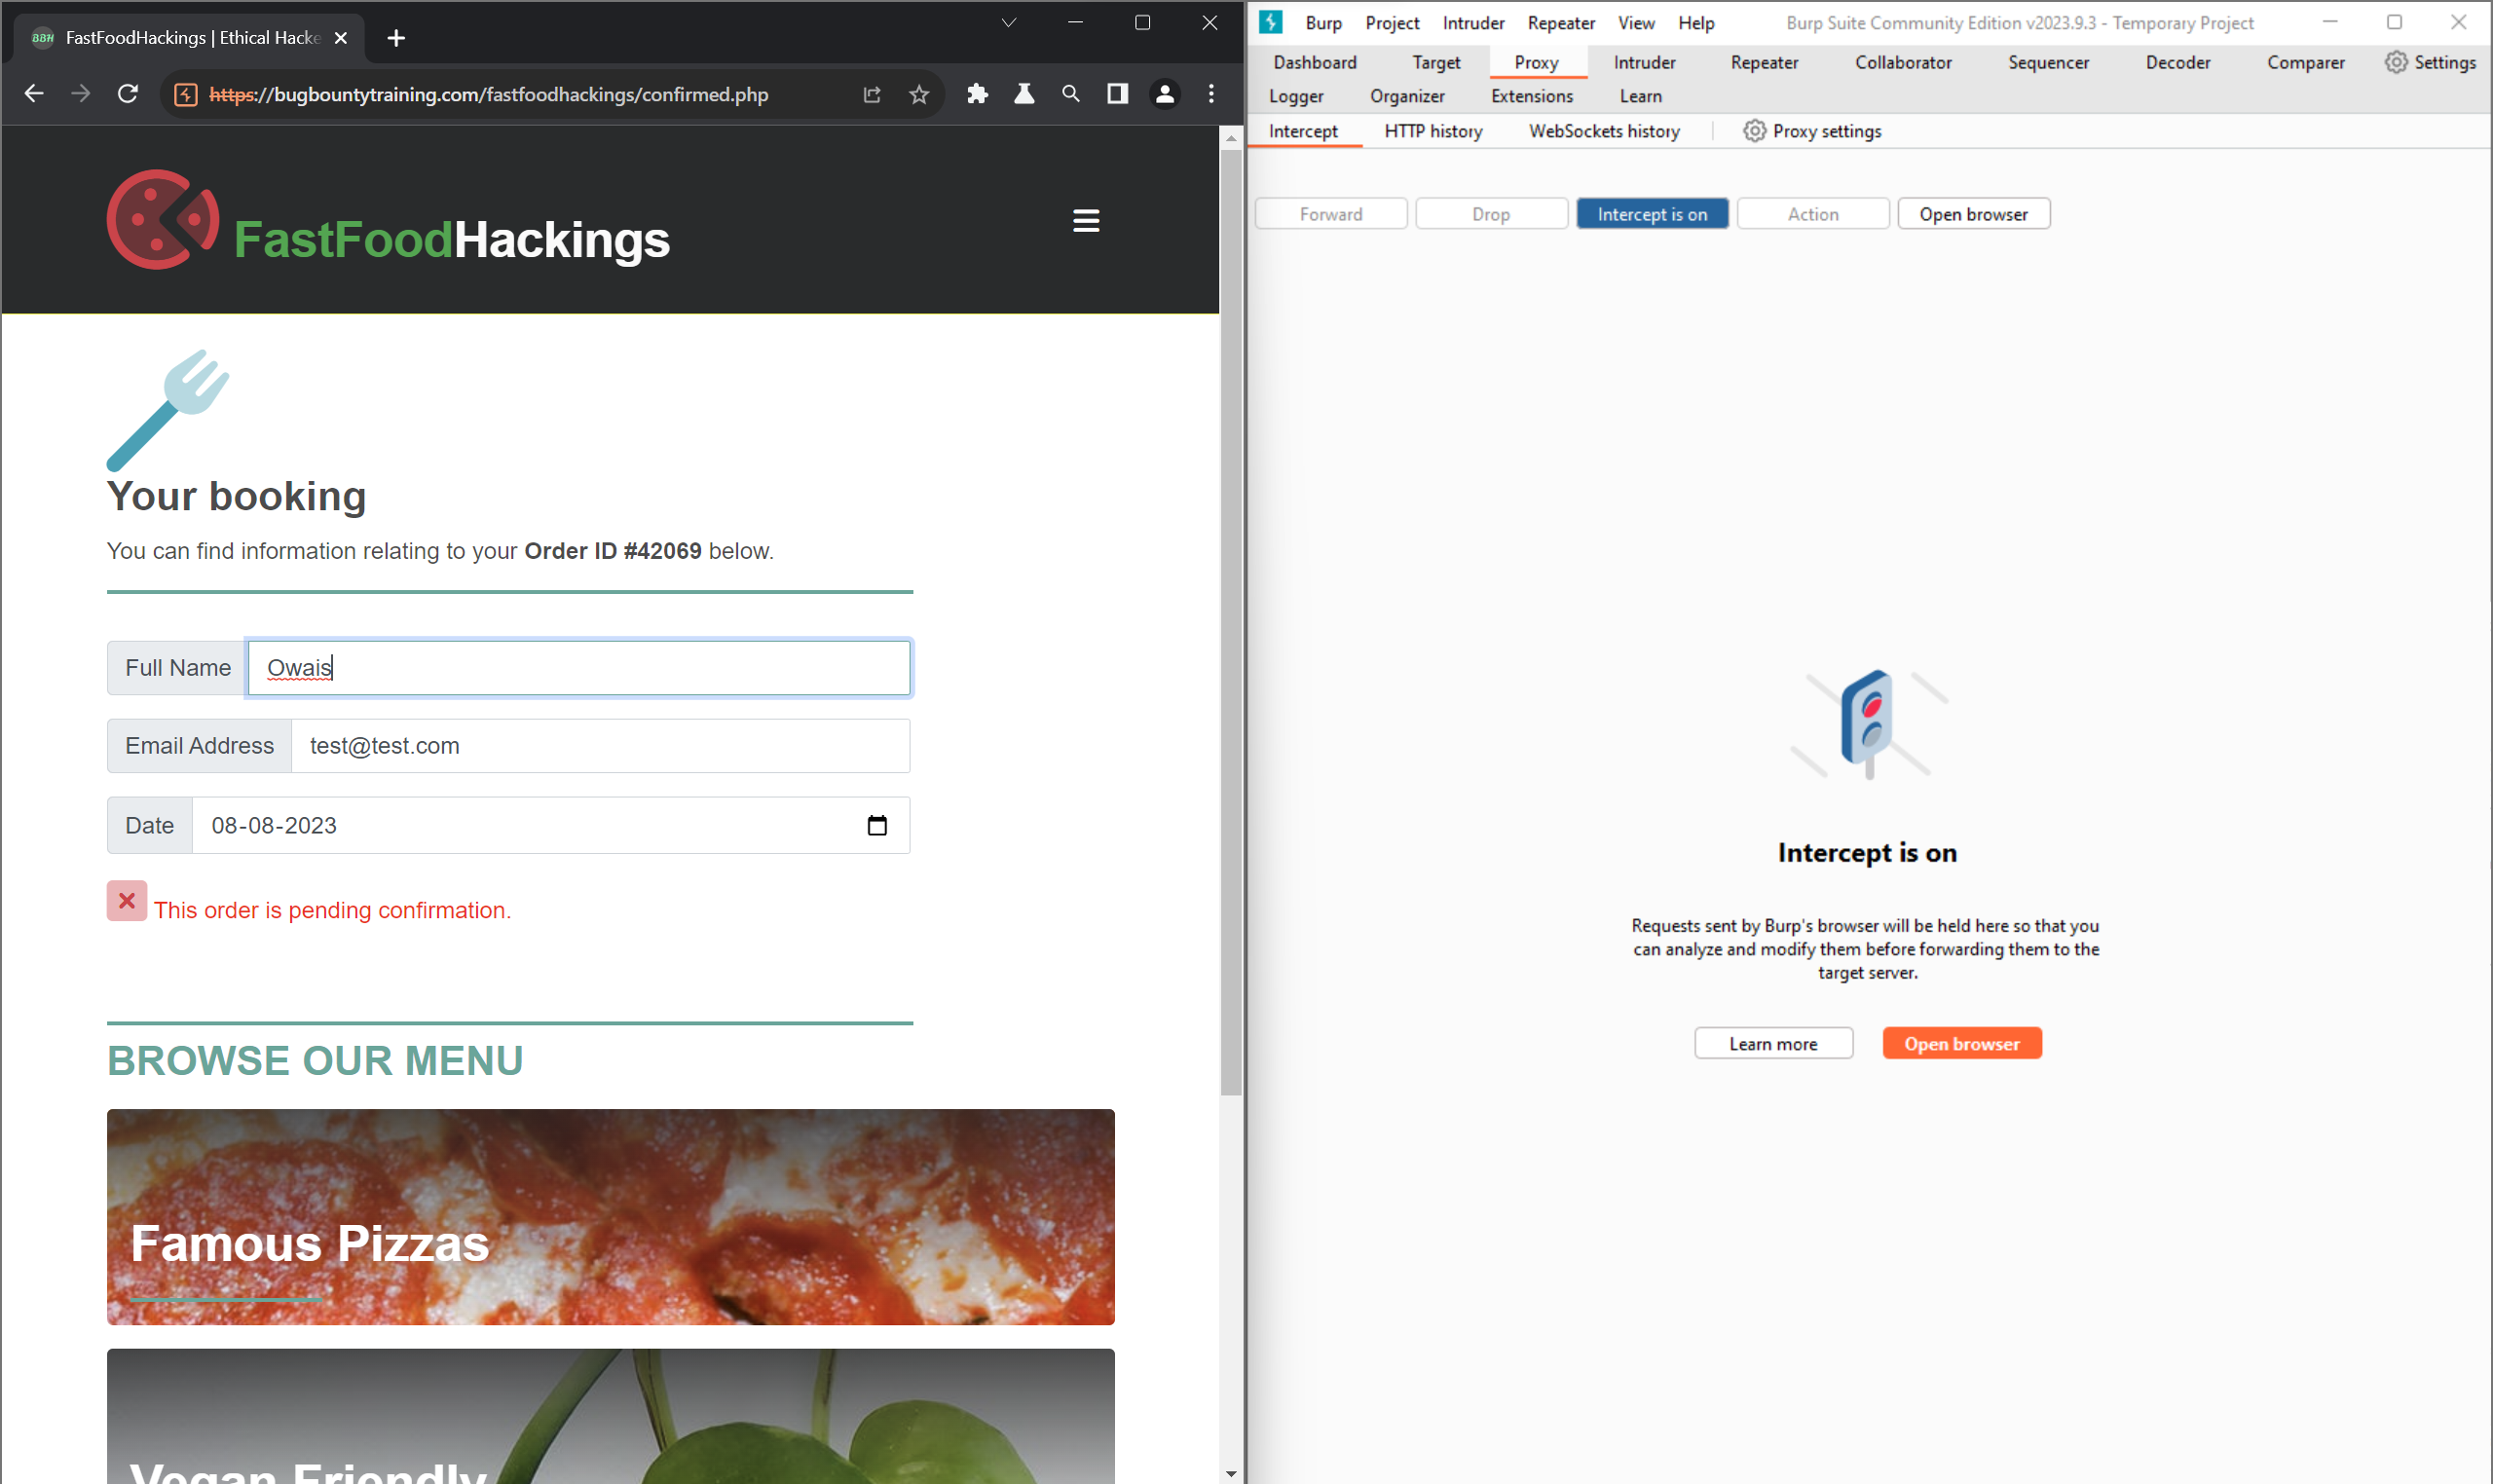 BBH FastFoodHackings | Ethical Hacke
https://bugbountytraining.com/fastfoodhackings/confirmed.php
FastFoodHackings
Your booking
You can find information relating to your Order ID #42069 below.
Full Name Owais
Email Address test@test.com
Date 08-08-2023
This order is pending confirmation.
BROWSE OUR MENU
Famous Pizzas
Vegan Friendly
Burp Project Intruder Repeater View Help Burp Suite Community Edition v2023.9.3 - Temporary Project
Dashboard Target Proxy Intruder Repeater Collaborator Sequencer Decoder Comparer Settings
Logger Organizer Extensions Learn
Intercept HTTP history WebSockets history Proxy settings
Forward Drop Intercept is on Action Open browser
Intercept is on
Requests sent by Burp's browser will be held here so that you
can analyze and modify them before forwarding them to the
target server.
Learn more Open browser